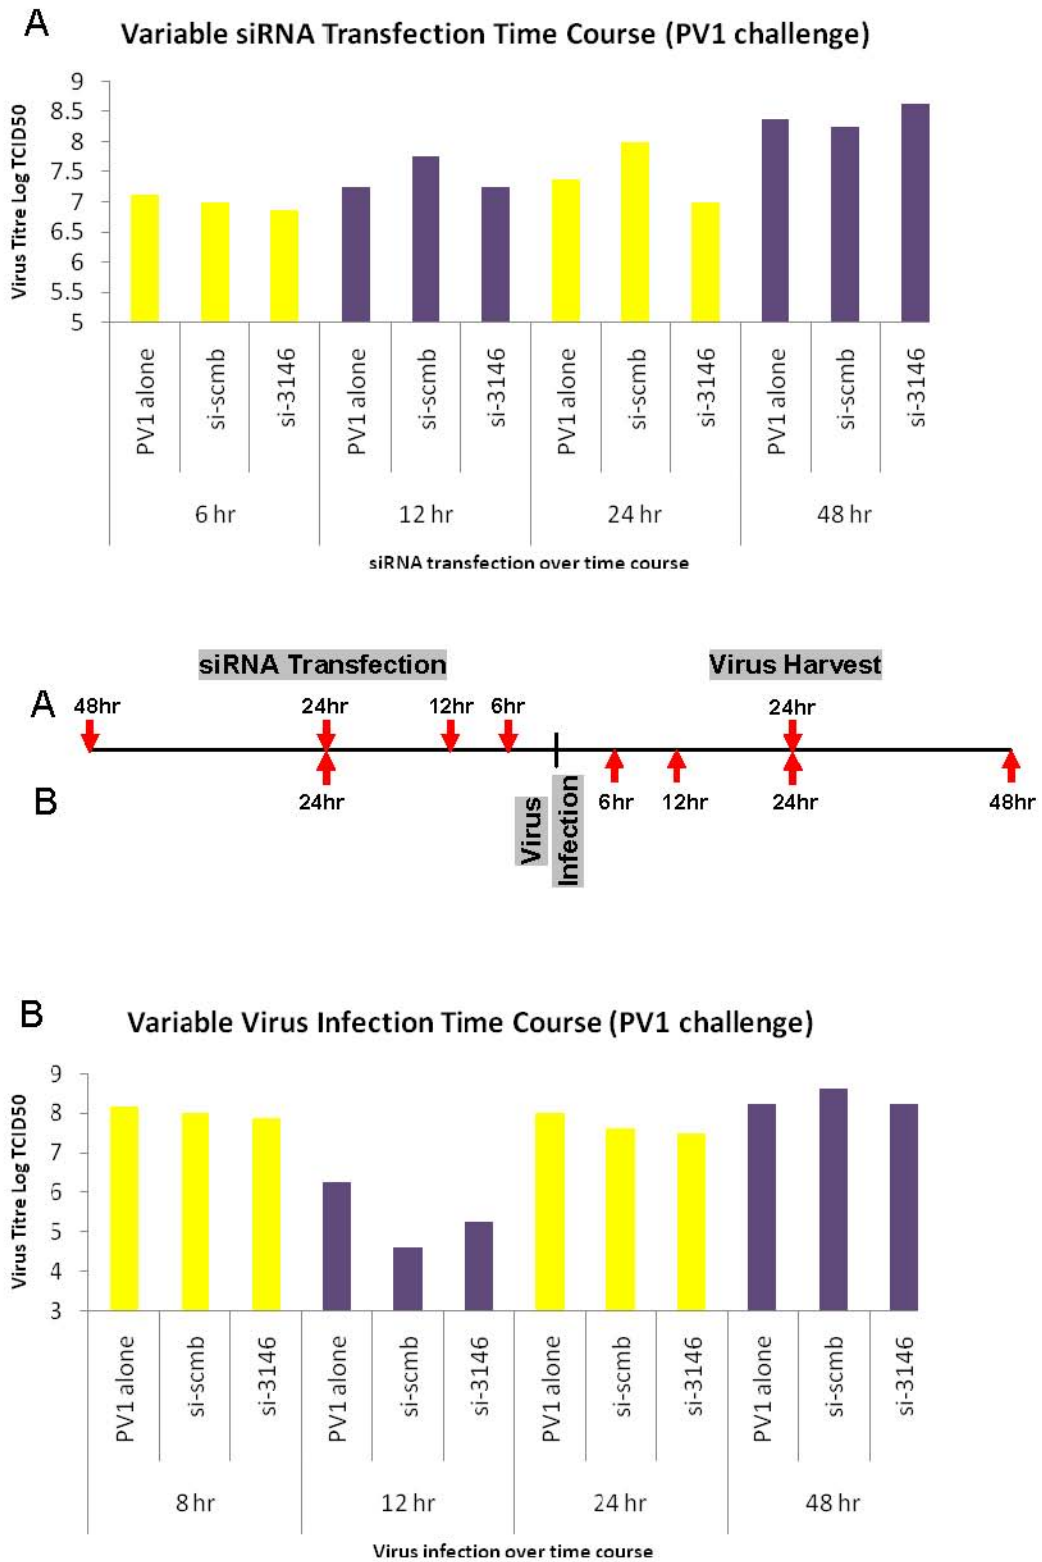 A
Variable siRNA Transfection Time Course (PV1 challenge)
Virus Titre Log TCID50
9
8.5
8
7.5
7
6.5
6
5.5
5
PV1 alone
si-scmb
si-3146
PV1 alone
si-scmb
si-3146
PV1 alone
si-scmb
si-3146
PV1 alone
si-scmb
si-3146
6 hr
12 hr
24 hr
48 hr
siRNA transfection over time course
siRNA Transfection
Virus Harvest
A
48hr
24hr
12hr
6hr
24hr
B
24hr
Virus
Infection
6hr
12hr
24hr
48hr
B
Variable Virus Infection Time Course (PV1 challenge)
Virus Titre Log TCID50
9
8
7
6
5
4
3
PV1 alone
si-scmb
si-3146
PV1 alone
si-scmb
si-3146
PV1 alone
si-scmb
si-3146
PV1 alone
si-scmb
si-3146
8 hr
12 hr
24 hr
48 hr
Virus infection over time course